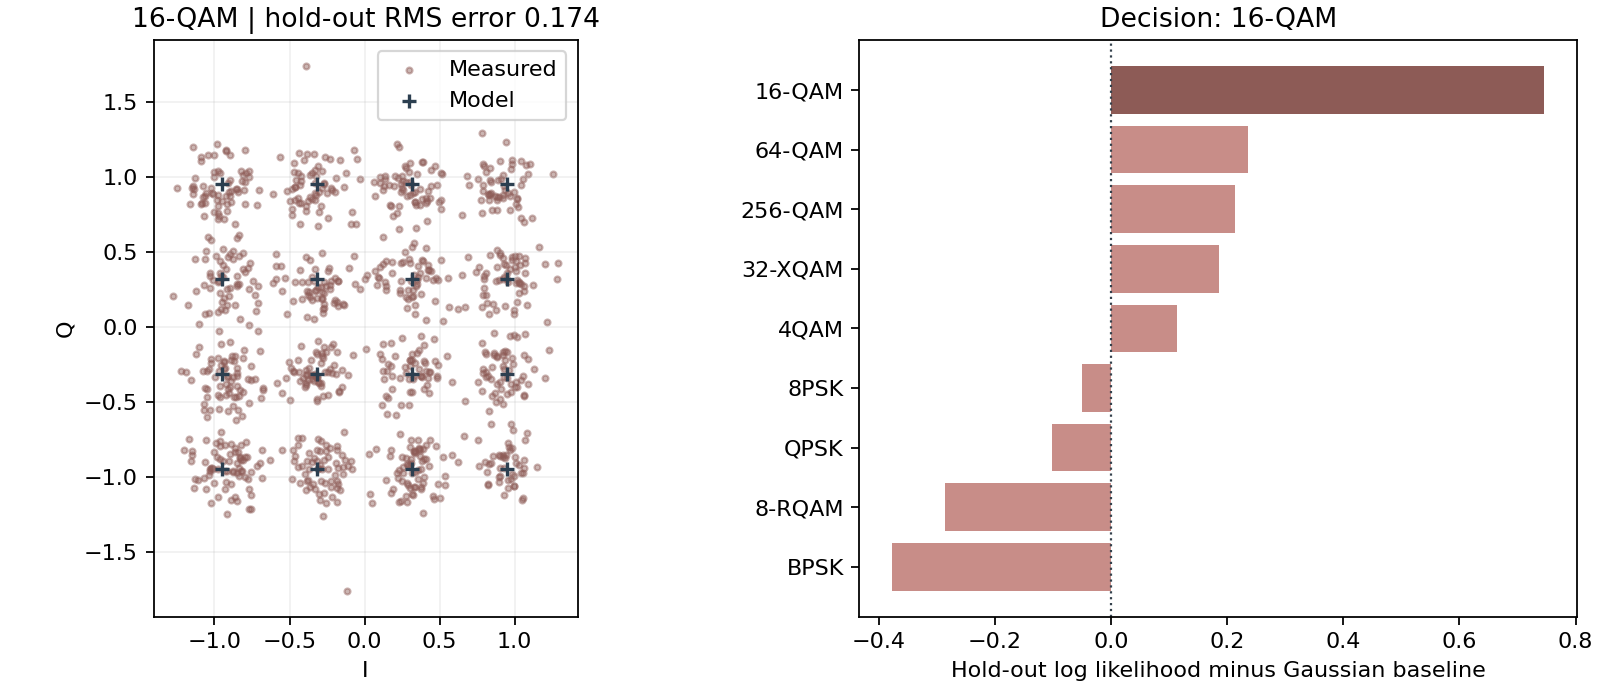 16-QAM | hold-out RMS error 0.174
Measured
Model
1.5
1.0
0.5
0.0
−0.5
−1.0
−1.5
Q
−1.0
−0.5
0.0
0.5
1.0
I
Decision: 16-QAM
16-QAM
64-QAM
256-QAM
32-XQAM
4QAM
8PSK
QPSK
8-RQAM
BPSK
−0.4
−0.2
0.0
0.2
0.4
0.6
0.8
Hold-out log likelihood minus Gaussian baseline